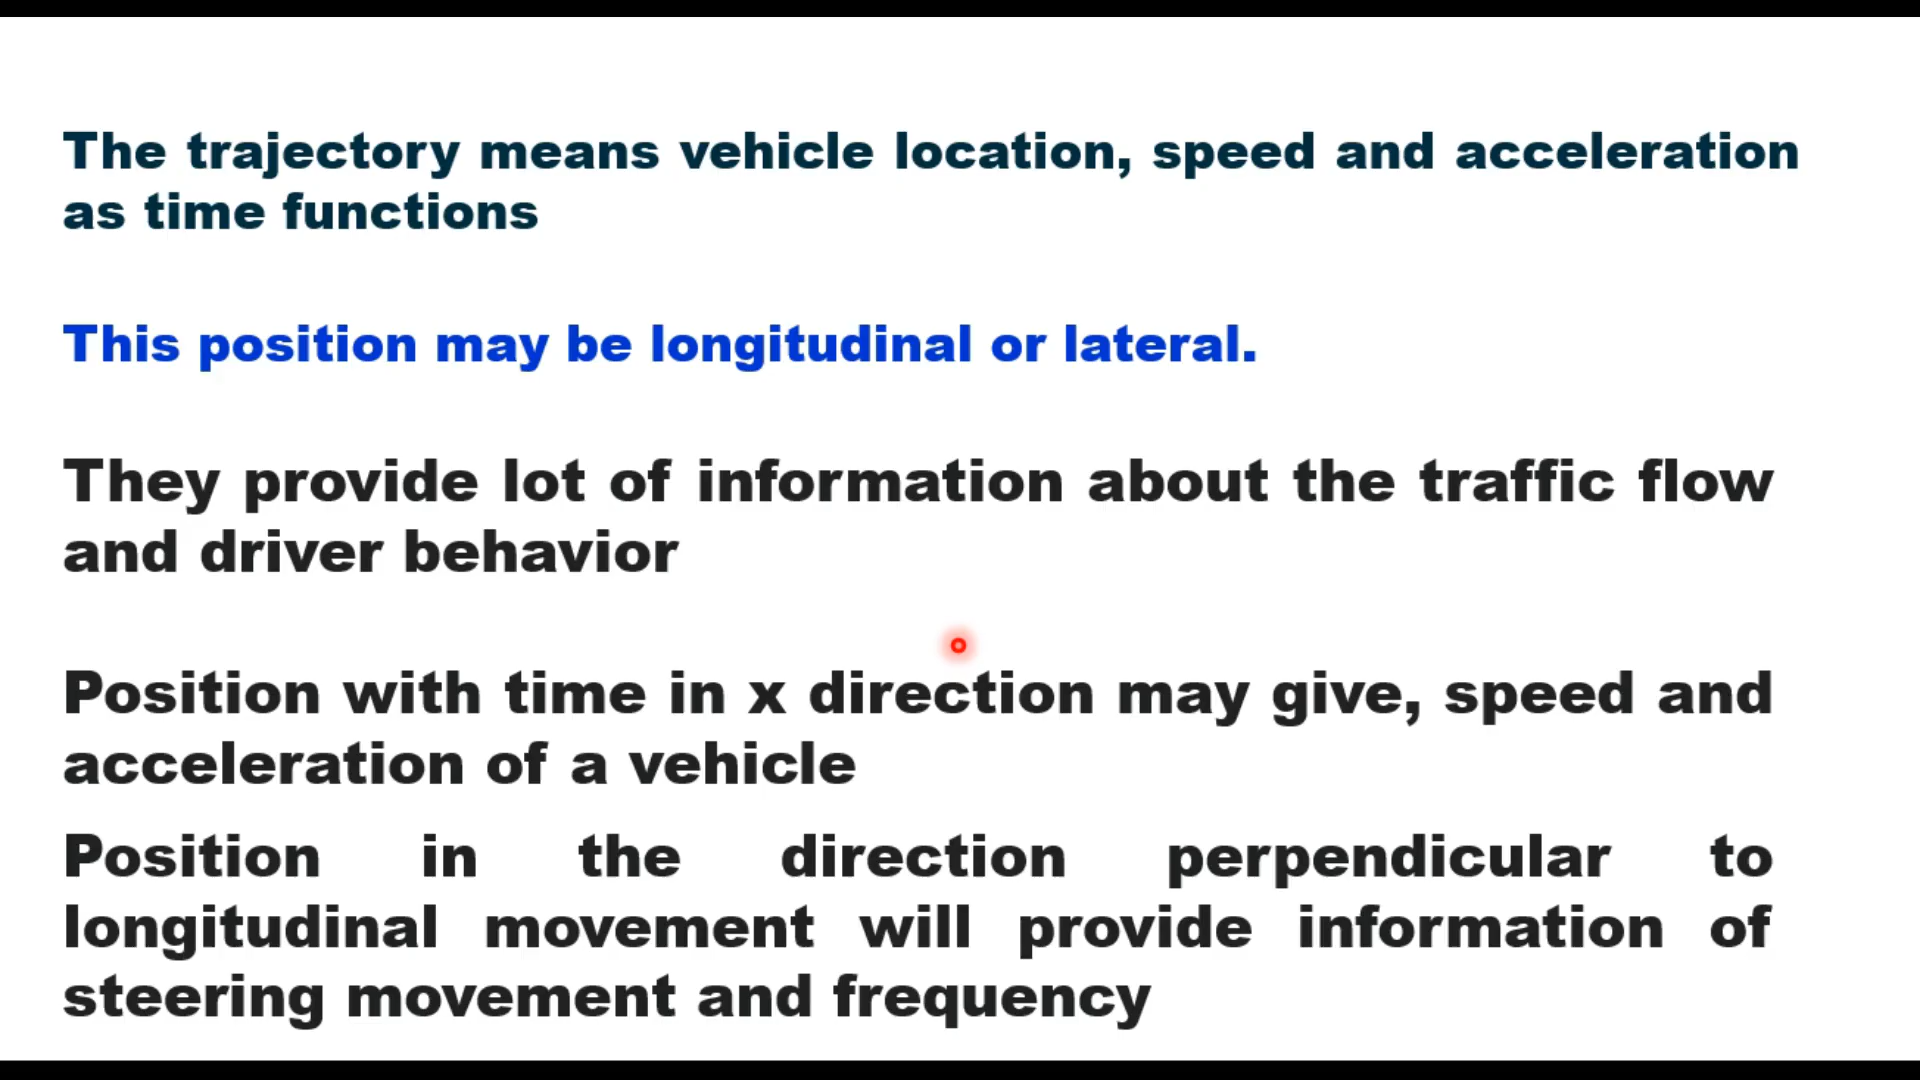 The trajectory means vehicle location, speed and acceleration
as time functions
This position may be longitudinal or lateral.
They provide lot of information about the traffic flow
and driver behavior
Position with time in x direction may give, speed and
acceleration of a vehicle
Position in the direction perpendicular to
longitudinal movement will provide information of
steering movement and frequency